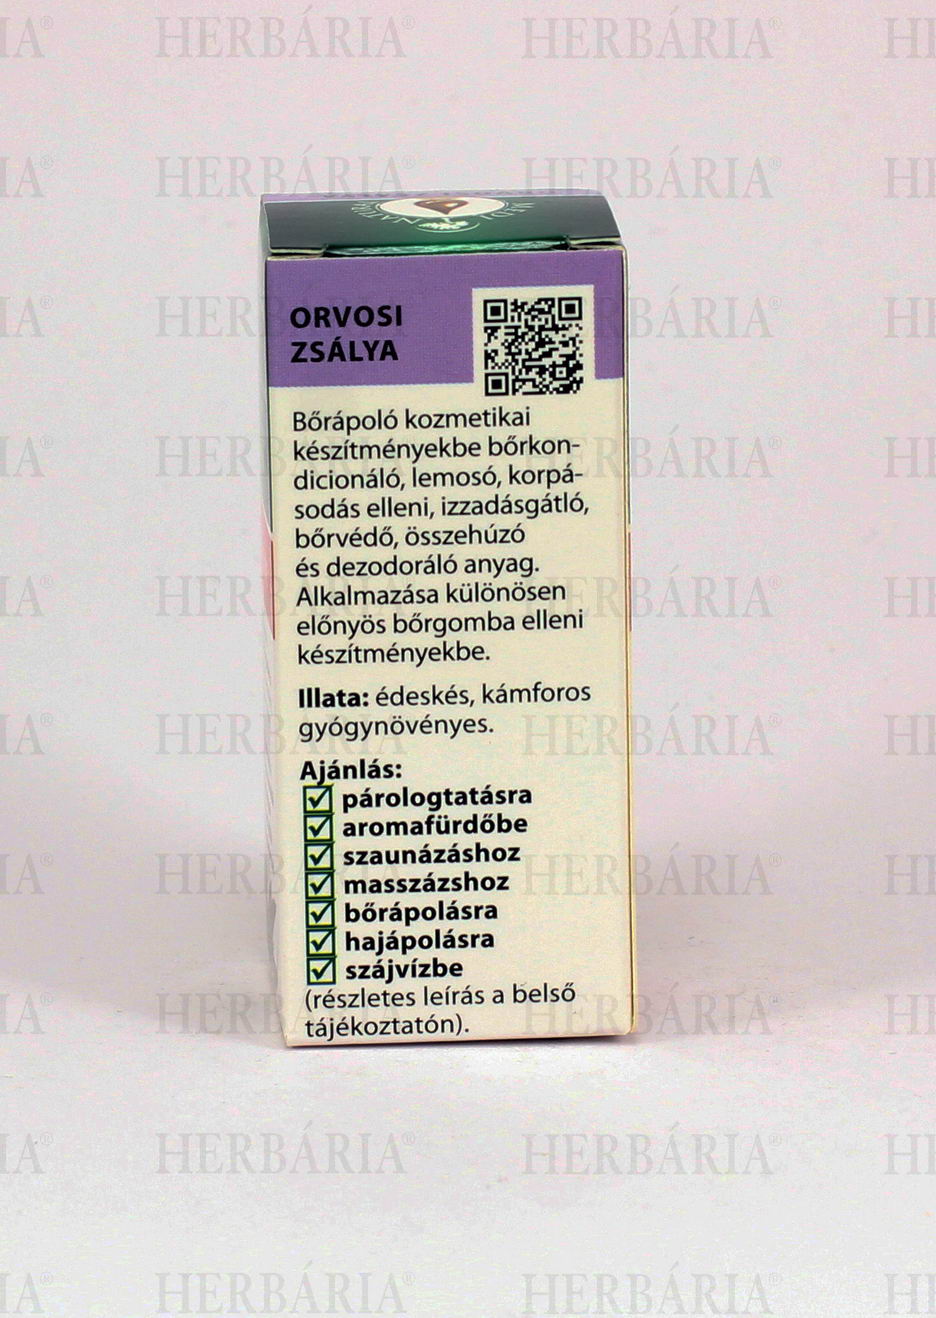 HERBÁRIA®
MEDINATURAL
ORVOSI
ZSÁLYA
Bőrápoló kozmetikai
készítményekbe bőrkon-
dicionáló, lemosó, korpá-
sodás elleni, izzadásgátló,
bőrvédő, összehúzó
és dezodoráló anyag.
Alkalmazása különösen
előnyös bőrgomba elleni
készítményekbe.
Illata: édeskés, kámforos
gyógynövényes.
Ajánlás:
párologtatásra
aromafürdőbe
szaunázáshoz
masszázshoz
bőrápolásra
hajápolásra
szájvízbe
(részletes leírás a belső
tájékoztatón).